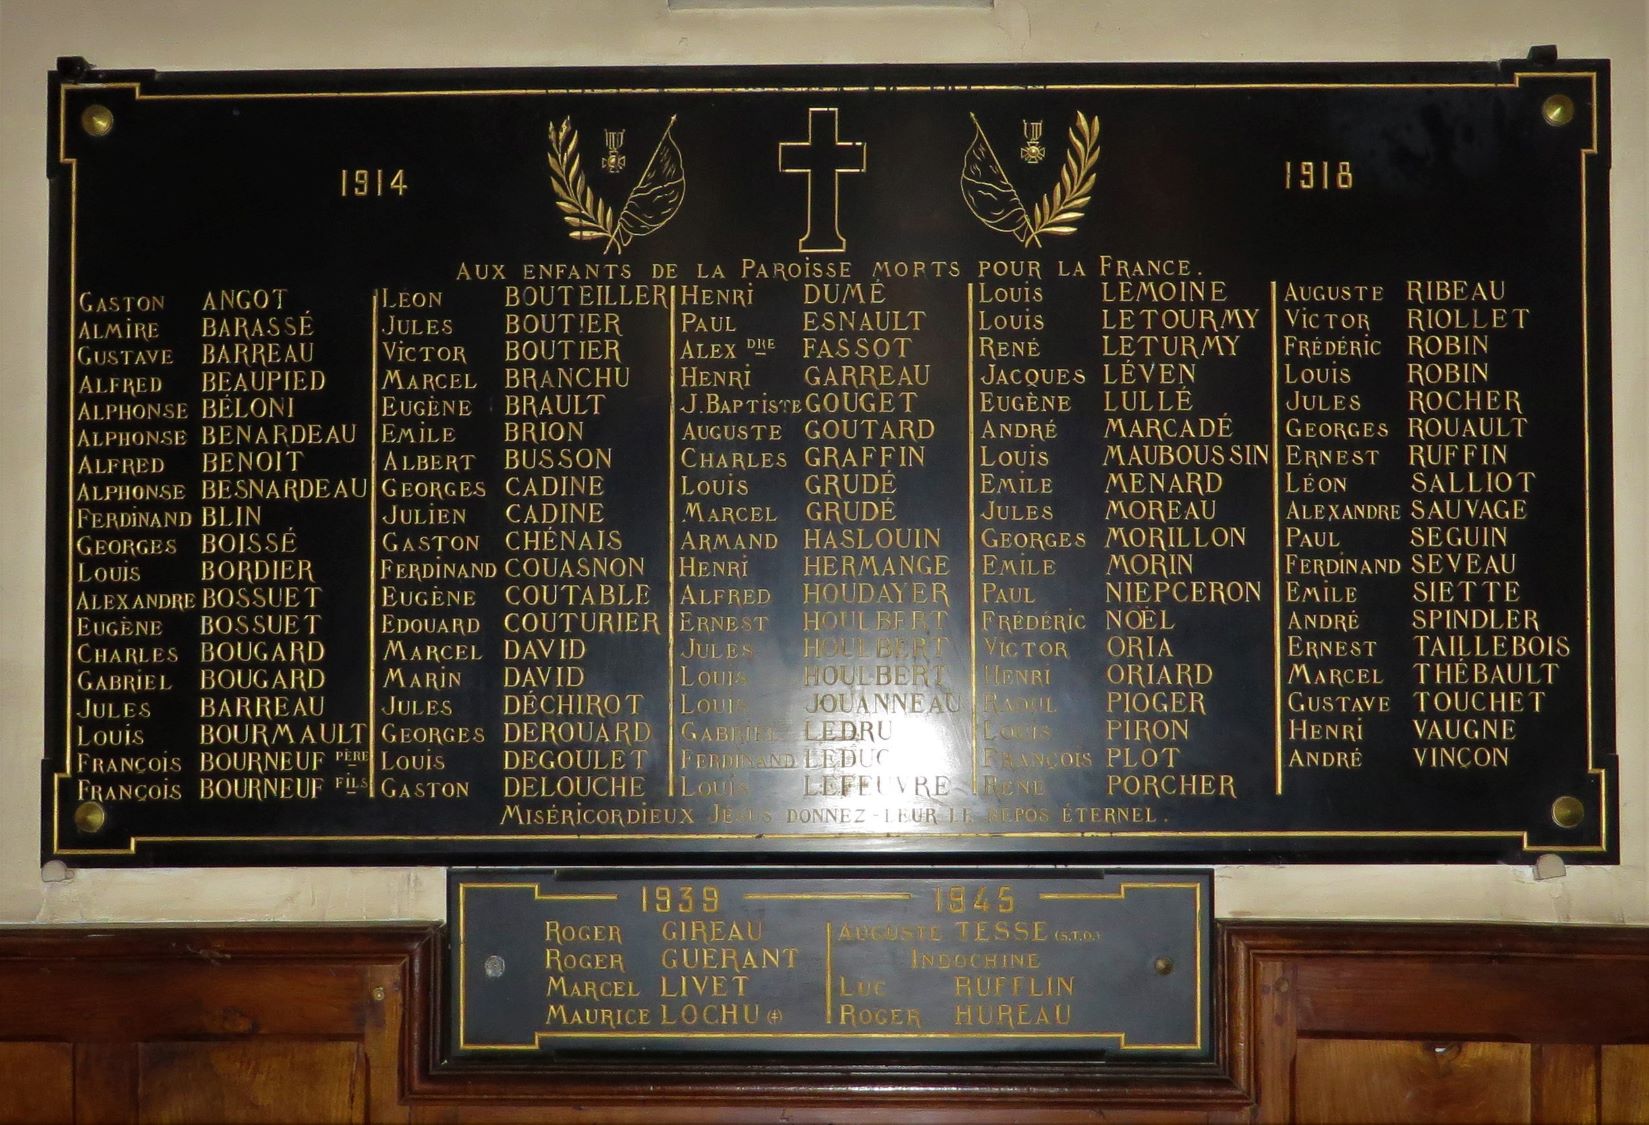 1914
1918
AUX ENFANTS DE LA PAROISSE MORTS POUR LA FRANCE.
GASTON ANGOT
ALMIRE BARASSÉ
GUSTAVE BARREAU
ALFRED BEAUPIED
ALPHONSE BÉLONI
ALPHONSE BENARDEAU
ALFRED BENOIT
ALPHONSE BESNARDEAU
FERDINAND BLIN
GEORGES BOISSÉ
LOUIS BORDIER
ALEXANDRE BOSSUET
EUGÈNE BOSSUET
CHARLES BOUGARD
GABRIEL BOUGARD
JULES BARREAU
LOUIS BOURMAULT
FRANÇOIS BOURNEUF PÈRE
FRANÇOIS BOURNEUF FILS
LÉON BOUTEILLER
JULES BOUTIER
VICTOR BOUTIER
MARCEL BRANCHU
EUGÈNE BRAULT
EMILE BRION
ALBERT BUSSON
GEORGES CADINE
JULIEN CADINE
GASTON CHÉNAIS
FERDINAND COUASNON
EUGÈNE COUTABLE
EDOUARD COUTURIER
MARCEL DAVID
MARIN DAVID
JULES DÉCHIROT
GEORGES DEROUARD
LOUIS DEGOULET
GASTON DELOUCHE
HENRI DUMÉ
PAUL ESNAULT
ALEX DRE FASSOT
HENRI GARREAU
J.BAPTISTE GOUGET
AUGUSTE GOUTARD
CHARLES GRAFFIN
LOUIS GRUDÉ
MARCEL GRUDÉ
ARMAND HASLOUIN
HENRI HERMANGE
ALFRED HOUDAYER
ERNEST HOULBERT
JULES HOULBERT
LOUIS HOULBERT
LOUIS JOUANNEAU
GABRIEL LEDRU
FERDINAND LEDUC
LOUIS LEFEUVRE
LOUIS LEMOINE
LOUIS LETOURMY
RENÉ LETURMY
JACQUES LÉVEN
EUGÈNE LULLÉ
ANDRÉ MARCADÉ
LOUIS MAUBOUSSIN
EMILE MENARD
JULES MOREAU
GEORGES MORILLON
EMILE MORIN
PAUL NIEPCERON
FRÉDÉRIC NOËL
VICTOR ORIA
HENRI ORIARD
RAOUL PIOGER
LOUIS PIRON
FRANÇOIS PLOT
RENÉ PORCHER
AUGUSTE RIBEAU
VICTOR RIOLLET
FRÉDÉRIC ROBIN
LOUIS ROBIN
JULES ROCHER
GEORGES ROUAULT
ERNEST RUFFIN
LÉON SALLIOT
ALEXANDRE SAUVAGE
PAUL SEGUIN
FERDINAND SEVEAU
EMILE SIETTE
ANDRÉ SPINDLER
ERNEST TAILLEBOIS
MARCEL THÉBAULT
GUSTAVE TOUCHET
HENRI VAUGNE
ANDRÉ VINÇON
MISÉRICORDIEUX JÉSUS DONNEZ-LEUR LE REPOS ÉTERNEL.
1939 1945
ROGER GIREAU
ROGER GUERANT
MARCEL LIVET
MAURICE LOCHU (‡)
AUGUSTE TESSE (S.T.O.)
INDOCHINE
LUC RUFFLIN
ROGER HUREAU